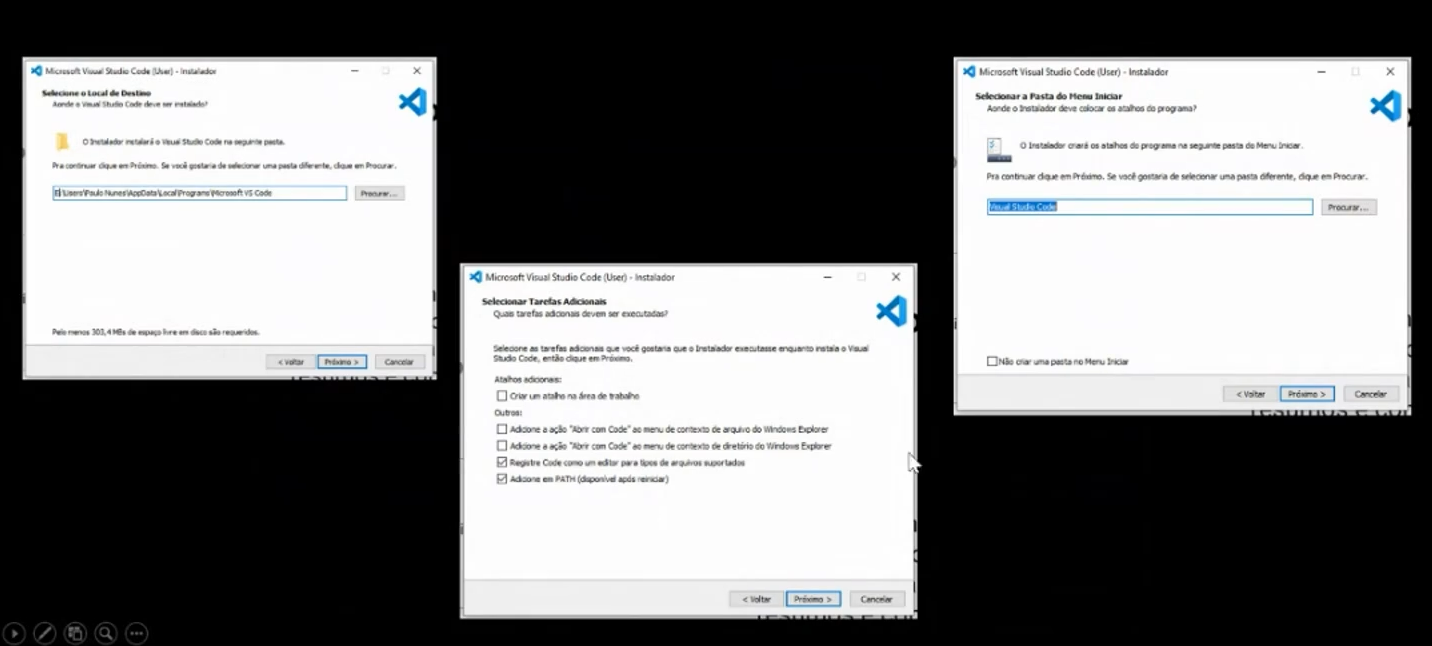 Microsoft Visual Studio Code (User) - Instalador
Selecione o Local de Destino
Aonde o Visual Studio Code deve ser instalado?
O Instalador instalará o Visual Studio Code na seguinte pasta.
Pra continuar clique em Próximo. Se você gostaria de selecionar uma pasta diferente, clique em Procurar.
\Users\Paulo Nunes\AppData\Local\Programs\Microsoft VS Code
Procurar...
Pelo menos 303,4 MBs de espaço livre em disco são requeridos.
< Voltar
Próximo >
Cancelar
Microsoft Visual Studio Code (User) - Instalador
Selecionar Tarefas Adicionais
Quais tarefas adicionais devem ser executadas?
Selecione as tarefas adicionais que você gostaria que o Instalador executasse enquanto instala o Visual
Studio Code, então clique em Próximo.
Atalhos adicionais:
Criar um atalho na área de trabalho
Outros:
Adicione a ação "Abrir com Code" ao menu de contexto de arquivo do Windows Explorer
Adicione a ação "Abrir com Code" ao menu de contexto de diretório do Windows Explorer
Registre Code como um editor para tipos de arquivos suportados
Adicione em PATH (disponível após reiniciar)
< Voltar
Próximo >
Cancelar
Microsoft Visual Studio Code (User) - Instalador
Selecionar a Pasta do Menu Iniciar
Aonde o Instalador deve colocar os atalhos do programa?
O Instalador criará os atalhos do programa na seguinte pasta do Menu Iniciar.
Pra continuar clique em Próximo. Se você gostaria de selecionar uma pasta diferente, clique em Procurar.
Visual Studio Code
Procurar...
Não criar uma pasta no Menu Iniciar
< Voltar
Próximo >
Cancelar